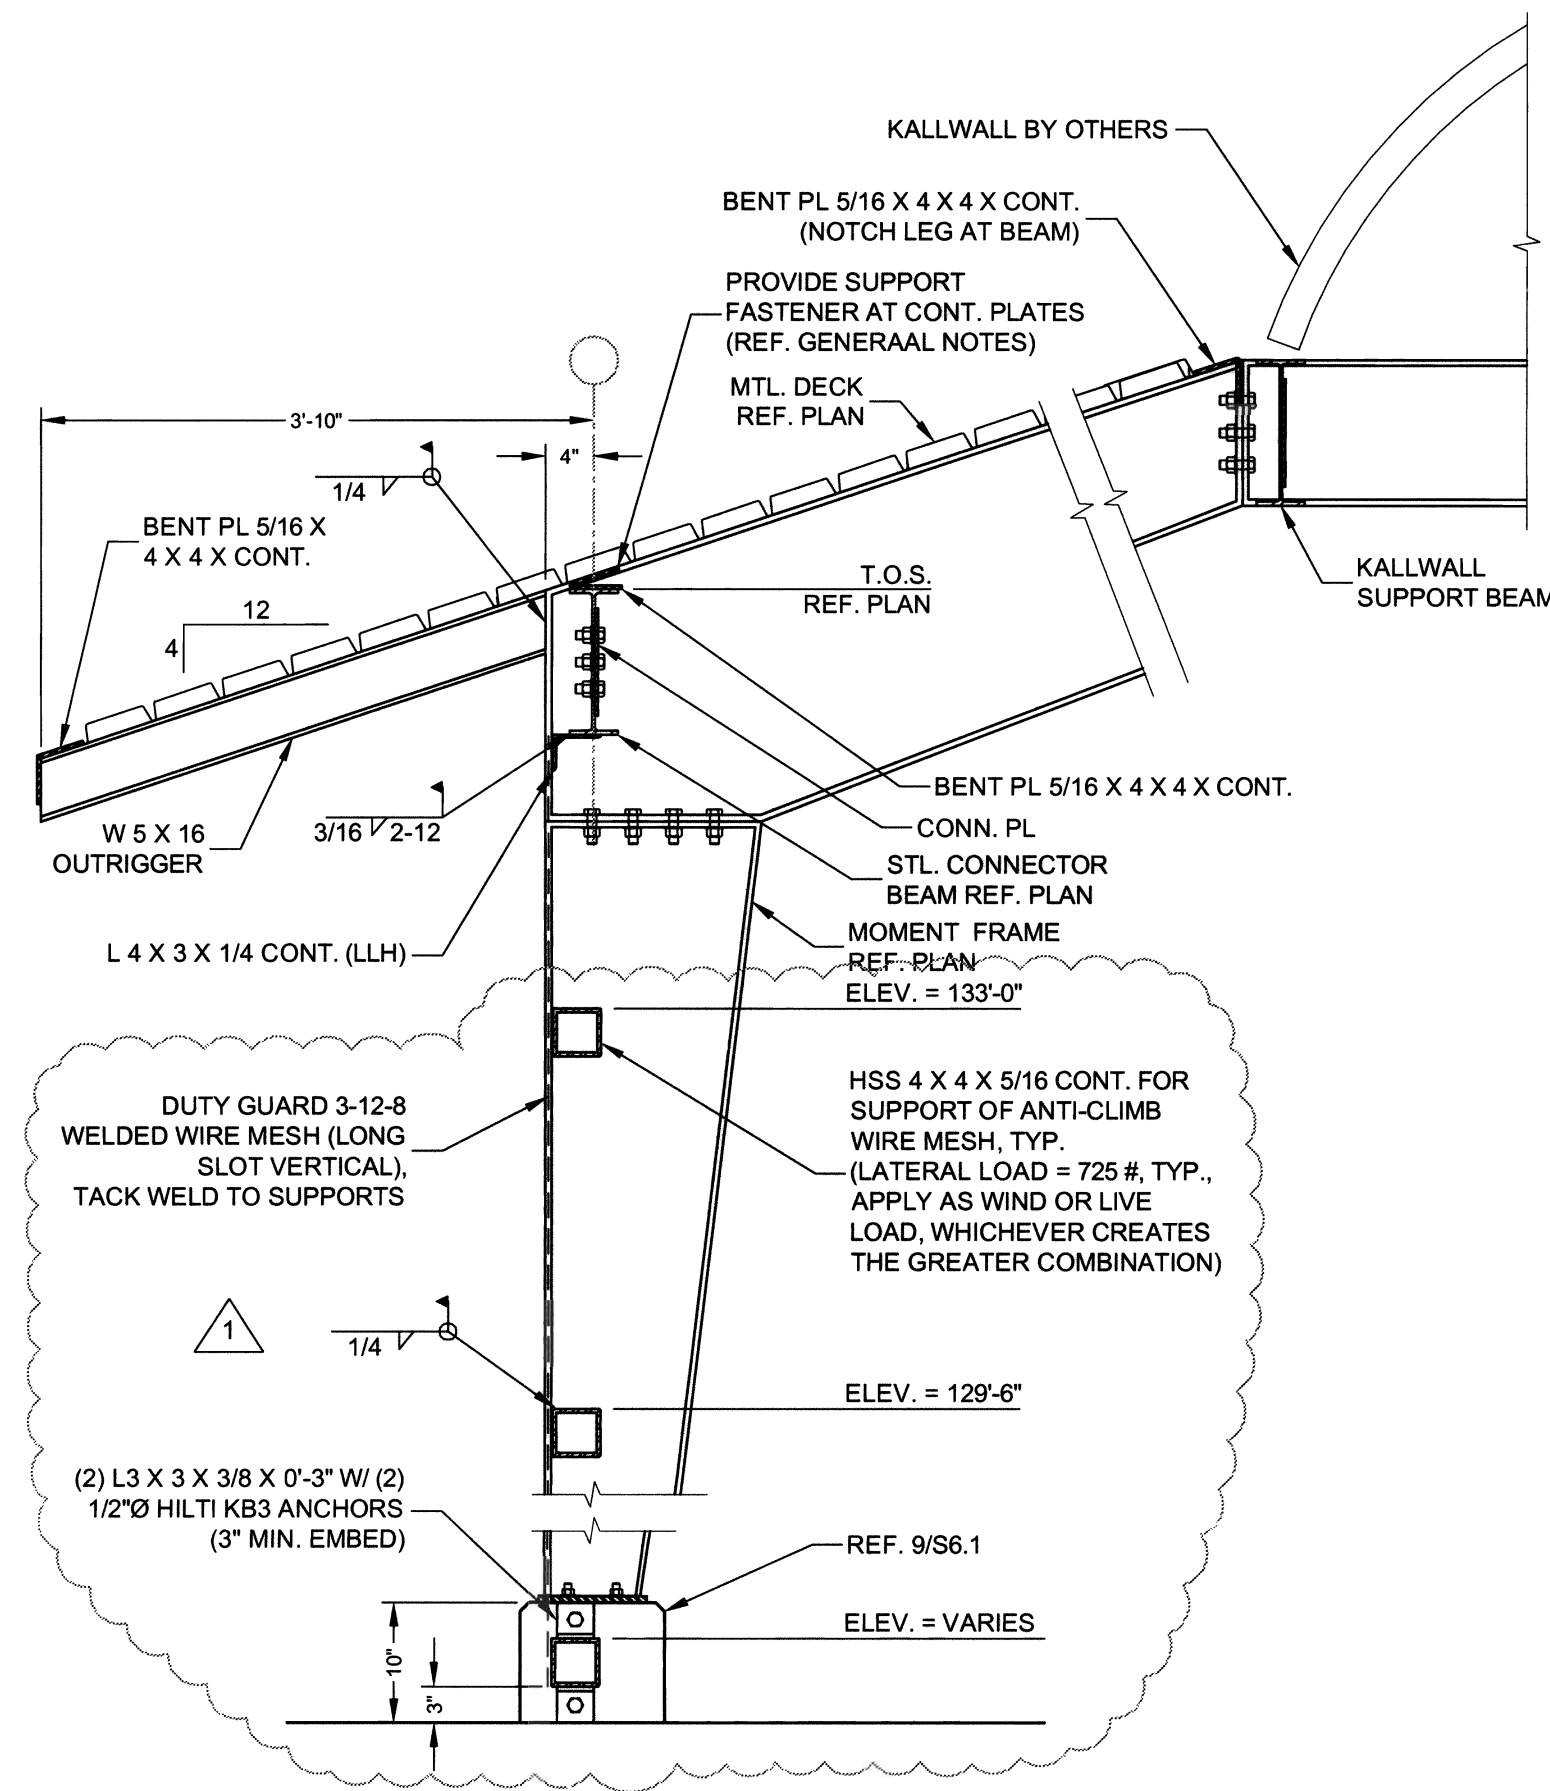 KALLWALL BY OTHERS
BENT PL 5/16 X 4 X 4 X CONT.
(NOTCH LEG AT BEAM)
PROVIDE SUPPORT
FASTENER AT CONT. PLATES
(REF. GENERAAL NOTES)
MTL. DECK
REF. PLAN
3'-10"
4"
1/4
BENT PL 5/16 X
4 X 4 X CONT.
T.O.S.
REF. PLAN
KALLWALL
SUPPORT BEAM
12
4
BENT PL 5/16 X 4 X 4 X CONT.
3/16 2-12
CONN. PL
W 5 X 16
OUTRIGGER
STL. CONNECTOR
BEAM REF. PLAN
L 4 X 3 X 1/4 CONT. (LLH)
MOMENT FRAME
REF. PLAN
ELEV. = 133'-0"
DUTY GUARD 3-12-8
WELDED WIRE MESH (LONG
SLOT VERTICAL),
TACK WELD TO SUPPORTS
HSS 4 X 4 X 5/16 CONT. FOR
SUPPORT OF ANTI-CLIMB
WIRE MESH, TYP.
(LATERAL LOAD = 725 #, TYP.,
APPLY AS WIND OR LIVE
LOAD, WHICHEVER CREATES
THE GREATER COMBINATION)
1
1/4
ELEV. = 129'-6"
(2) L3 X 3 X 3/8 X 0'-3" W/ (2)
1/2"Ø HILTI KB3 ANCHORS
(3" MIN. EMBED)
REF. 9/S6.1
ELEV. = VARIES
10"
3"